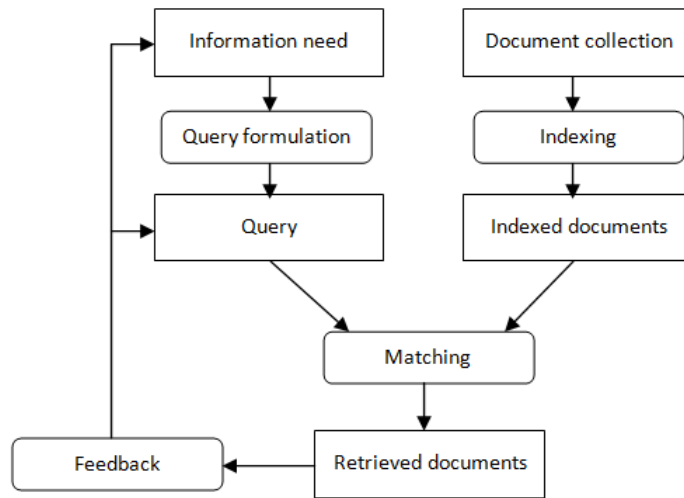 Information need
Document collection
Query formulation
Indexing
Query
Indexed documents
Matching
Feedback
Retrieved documents